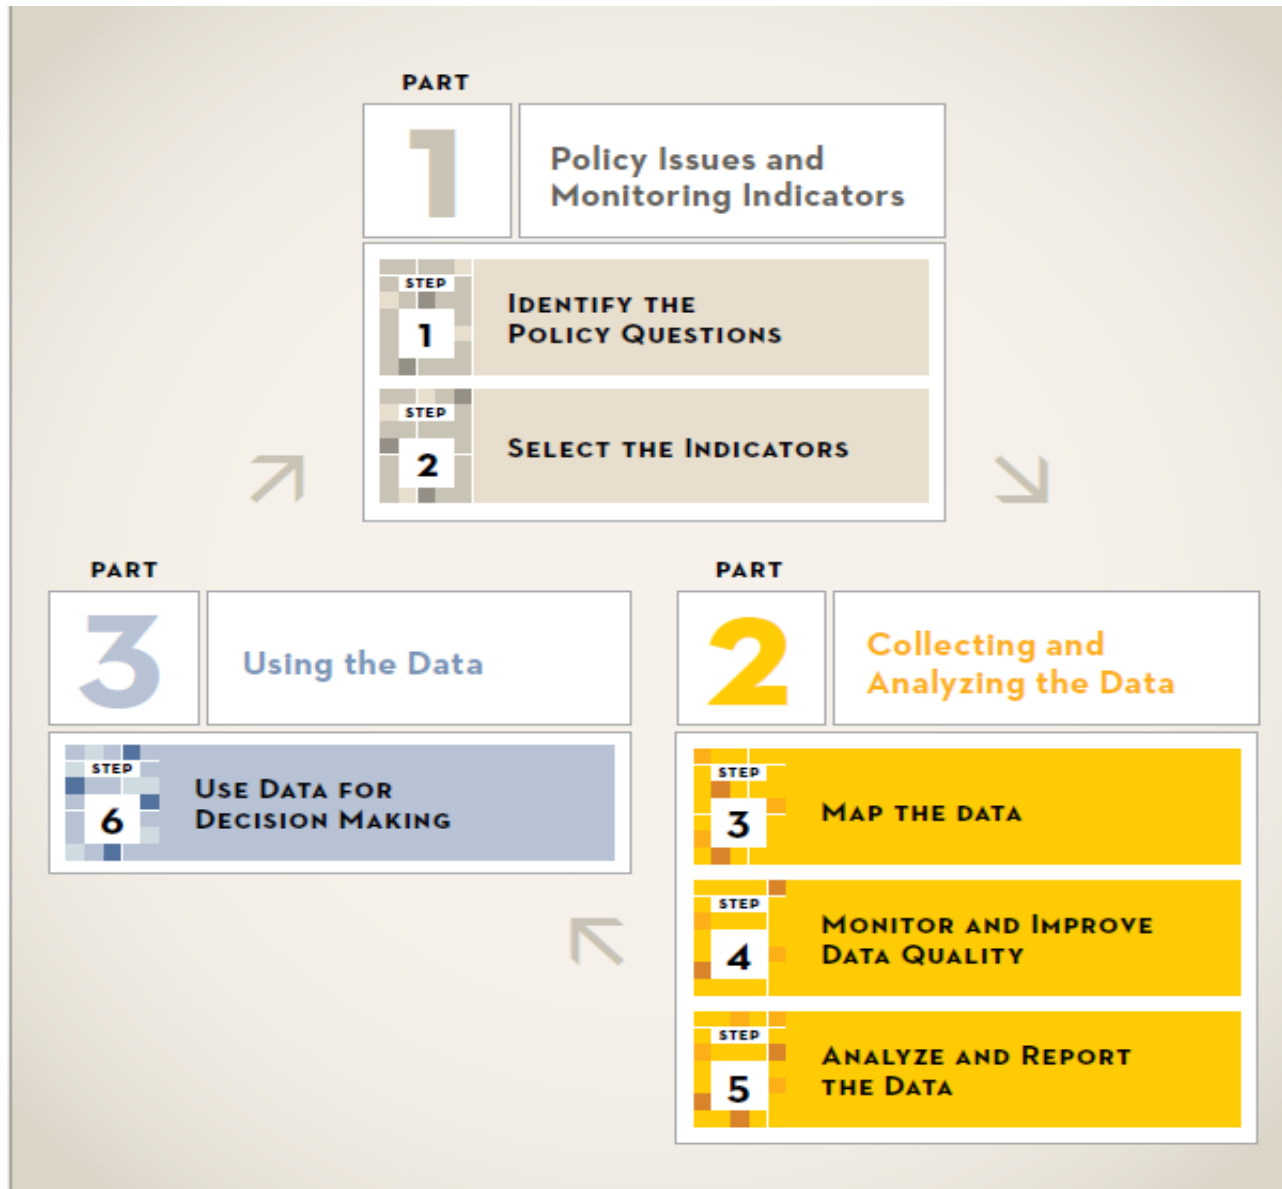 PART
1
Policy Issues and
Monitoring Indicators
STEP
1
IDENTIFY THE
POLICY QUESTIONS
STEP
2
SELECT THE INDICATORS
PART
2
Collecting and
Analyzing the Data
STEP
3
MAP THE DATA
STEP
4
MONITOR AND IMPROVE
DATA QUALITY
STEP
5
ANALYZE AND REPORT
THE DATA
PART
3
Using the Data
STEP
6
USE DATA FOR
DECISION MAKING